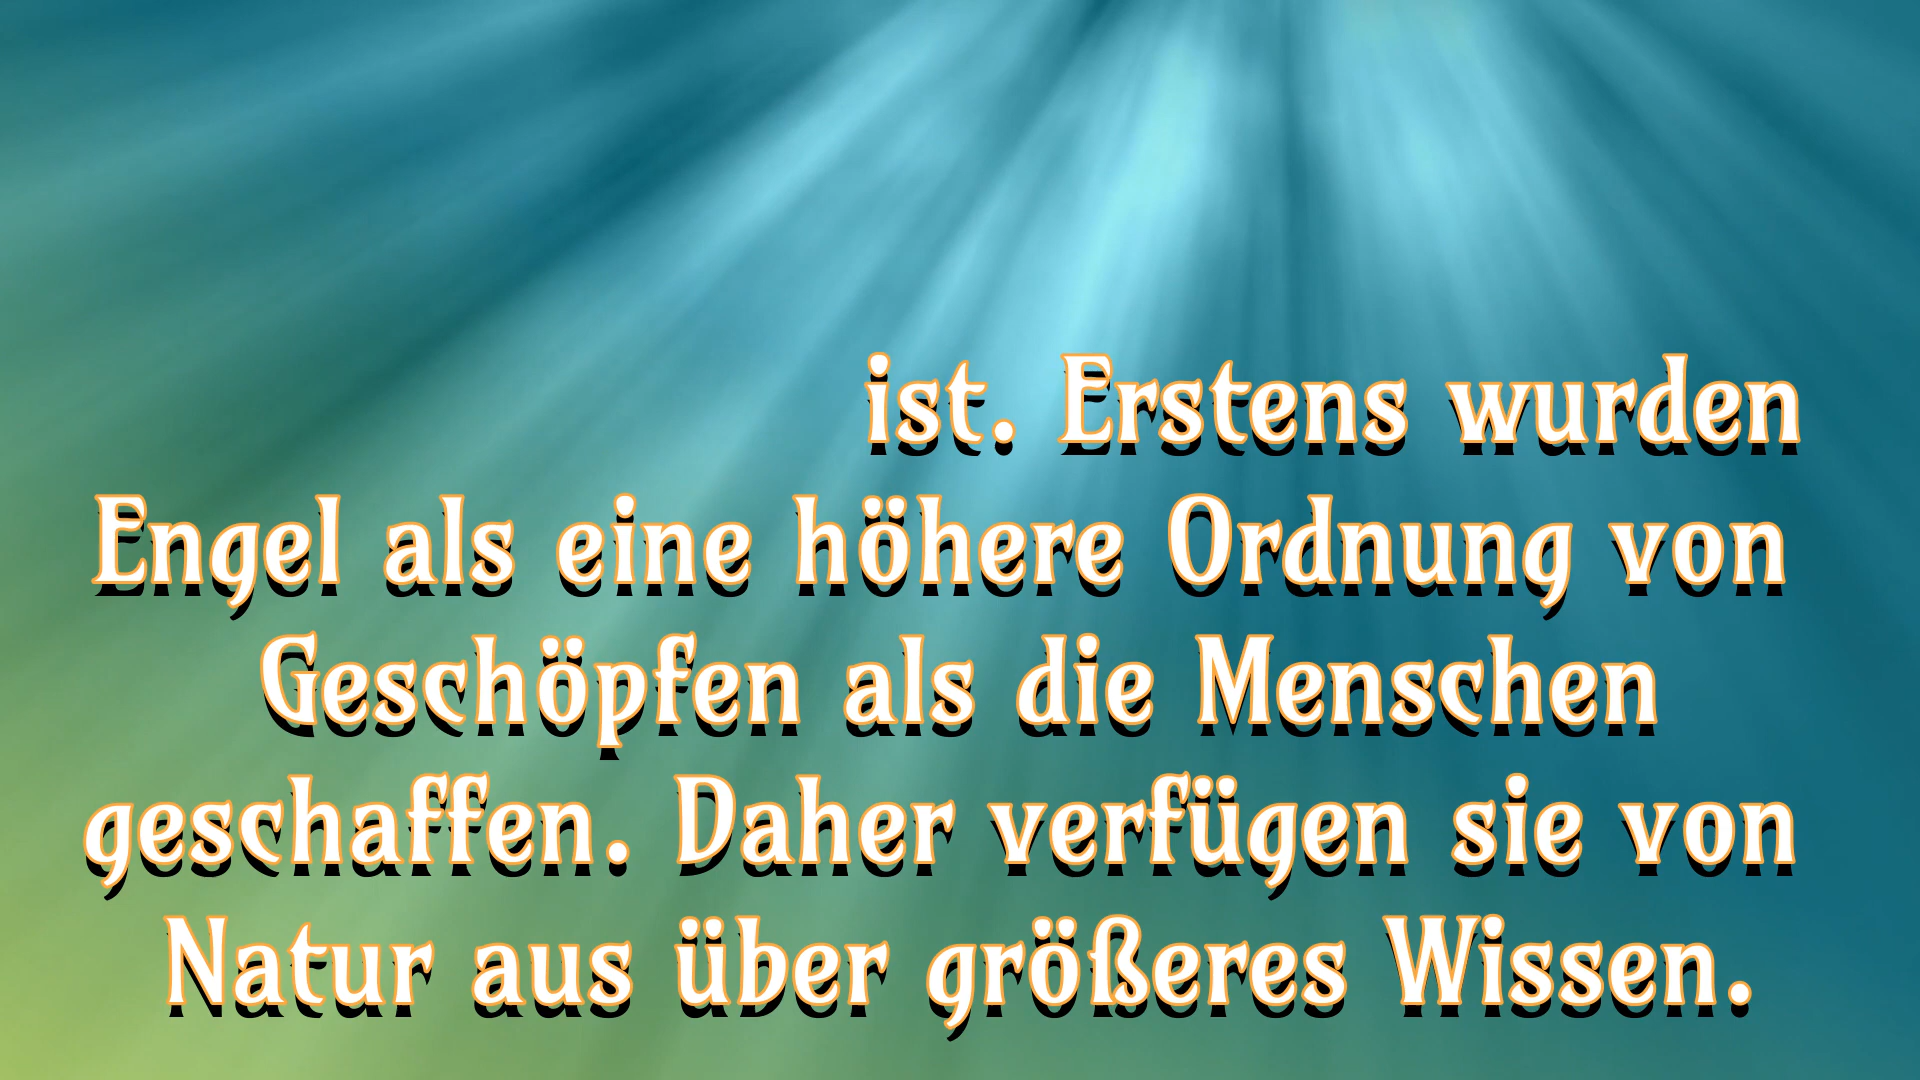 ist. Erstens wurden
Engel als eine höhere Ordnung von
Geschöpfen als die Menschen
geschaffen. Daher verfügen sie von
Natur aus über größeres Wissen.